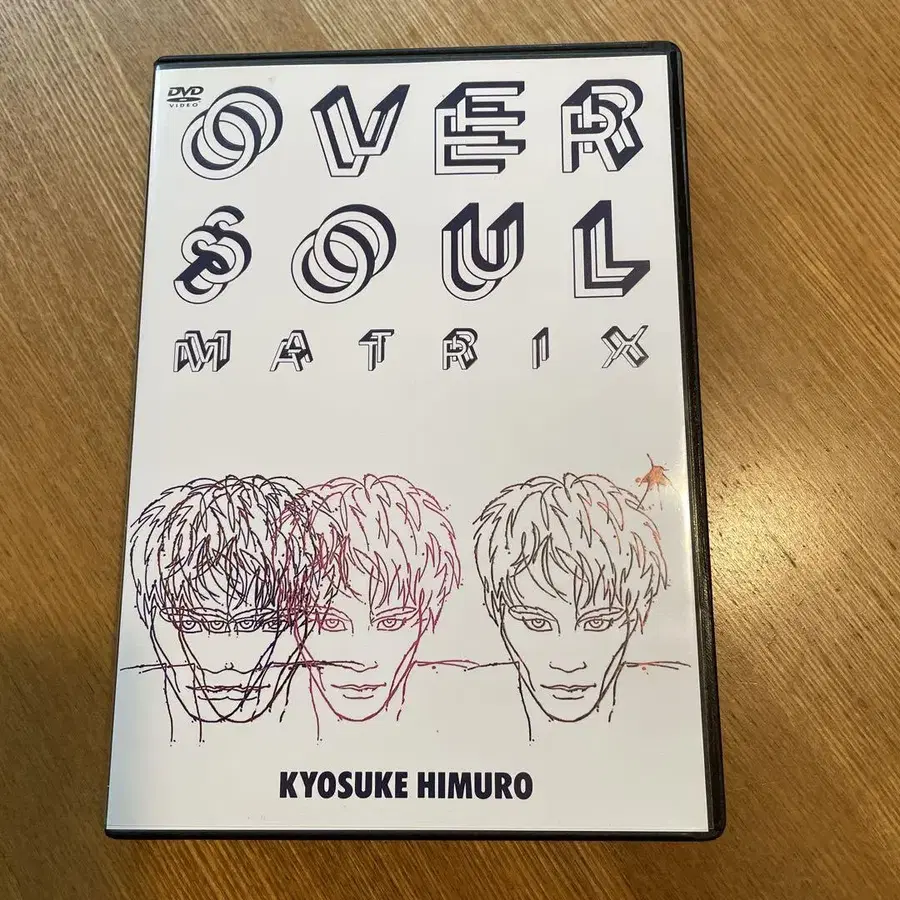 DVD
VIDEO
OVER
SOUL
MATRIX
KYOSUKE HIMURO